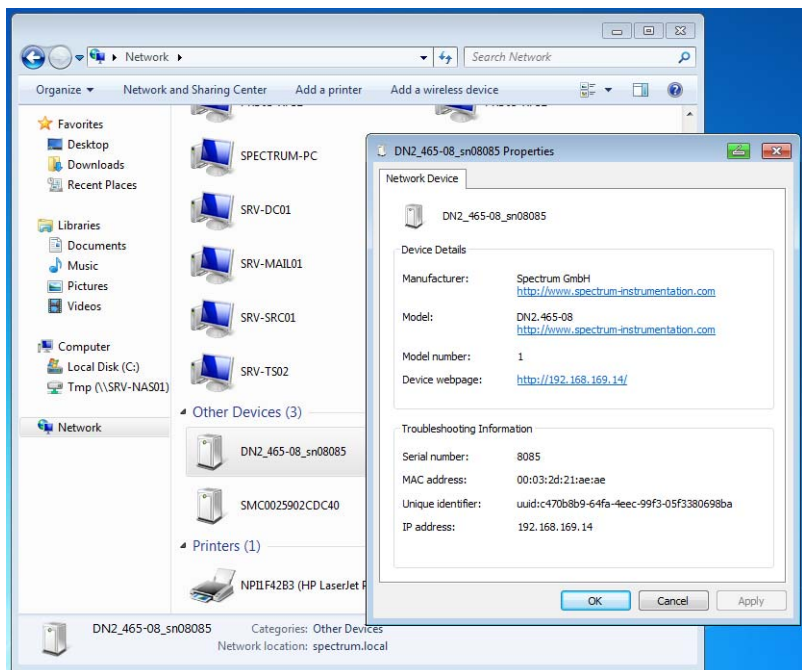 Network
Search Network
Organize
Network and Sharing Center
Add a printer
Add a wireless device
Favorites
Desktop
Downloads
Recent Places
Libraries
Documents
Music
Pictures
Videos
Computer
Local Disk (C:)
Tmp (\\SRV-NAS01)
Network
SPECTRUM-PC
SRV-DC01
SRV-MAIL01
SRV-SRC01
SRV-TS02
Other Devices (3)
DN2_465-08_sn08085
SMC0025902CDC40
Printers (1)
NPI1F42B3 (HP LaserJet
DN2_465-08_sn08085 Properties
Network Device
DN2_465-08_sn08085
Device Details
Manufacturer: Spectrum GmbH
http://www.spectrum-instrumentation.com
Model: DN2.465-08
http://www.spectrum-instrumentation.com
Model number: 1
Device webpage: http://192.168.169.14/
Troubleshooting Information
Serial number: 8085
MAC address: 00:03:2d:21:ae:ae
Unique identifier: uuid:c470b8b9-64fa-4eec-99f3-05f3380698ba
IP address: 192.168.169.14
OK Cancel Apply
DN2_465-08_sn08085 Categories: Other Devices
Network location: spectrum.local